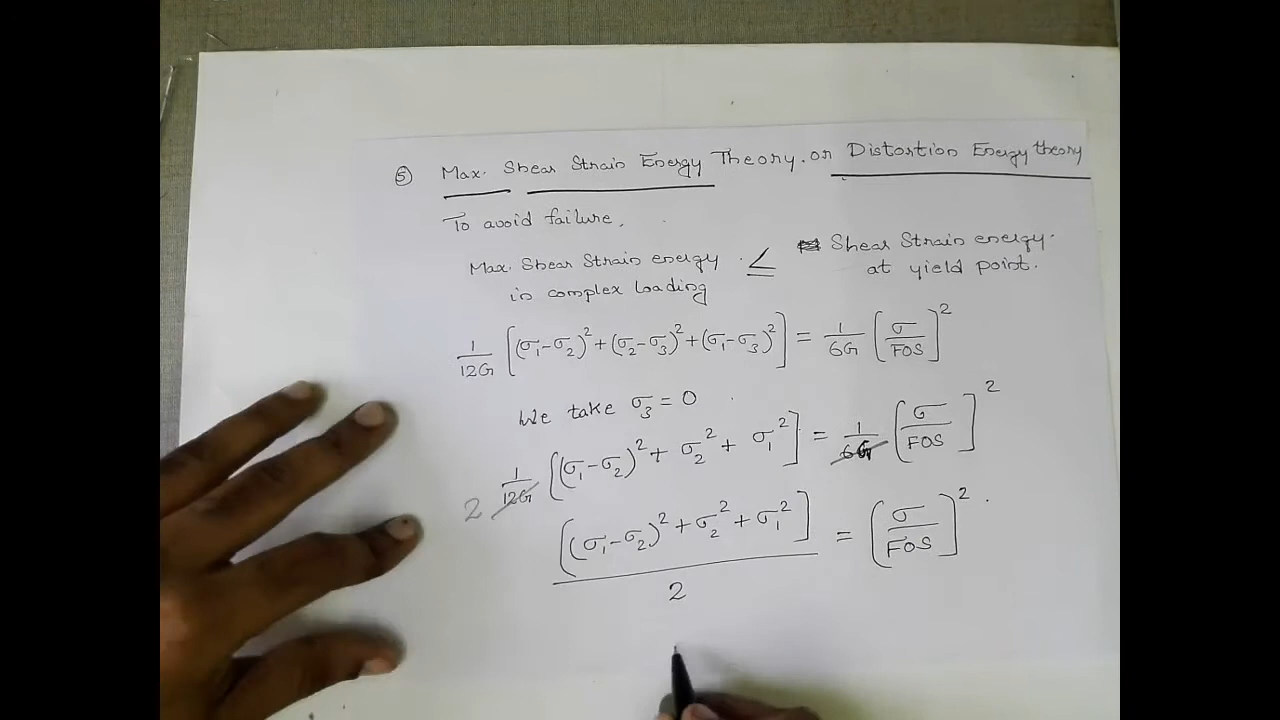 ⑤ Max. Shear Strain Energy Theory. or Distortion Energy theory
To avoid failure,
Max. Shear Strain energy in complex loading ≤ Shear Strain energy. at yield point.
1/12G [(σ₁-σ₂)²+(σ₂-σ₃)²+(σ₁-σ₃)²] = 1/6G [σ/FOS]²
We take σ₃ = 0
2 1/12G [(σ₁-σ₂)²+ σ₂² + σ₁²] = 1/6G [σ/FOS]²
[(σ₁-σ₂)²+σ₂²+σ₁²]/2 = [σ/FOS]².